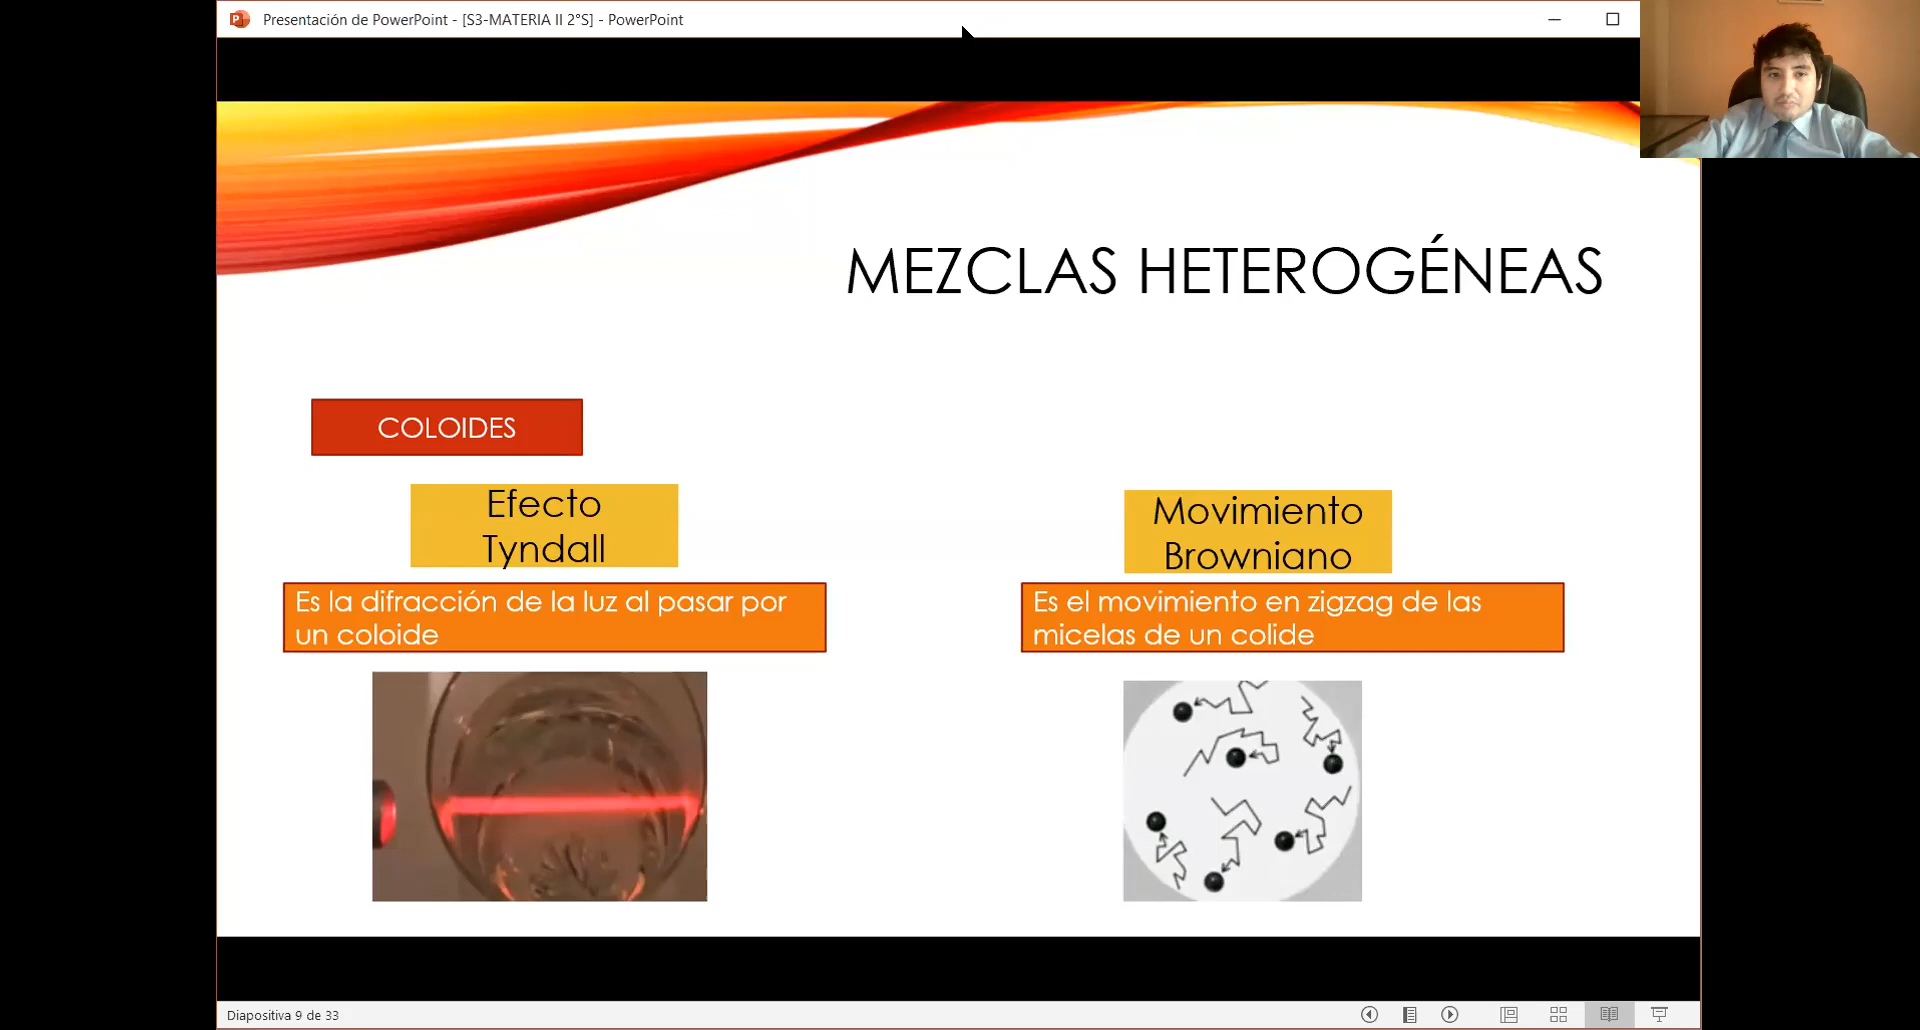 Presentación de PowerPoint - [S3-MATERIA II 2°S] - PowerPoint
MEZCLAS HETEROGÉNEAS
COLOIDES
Efecto
Tyndall
Es la difracción de la luz al pasar por
un coloide
Movimiento
Browniano
Es el movimiento en zigzag de las
micelas de un colide
Diapositiva 9 de 33